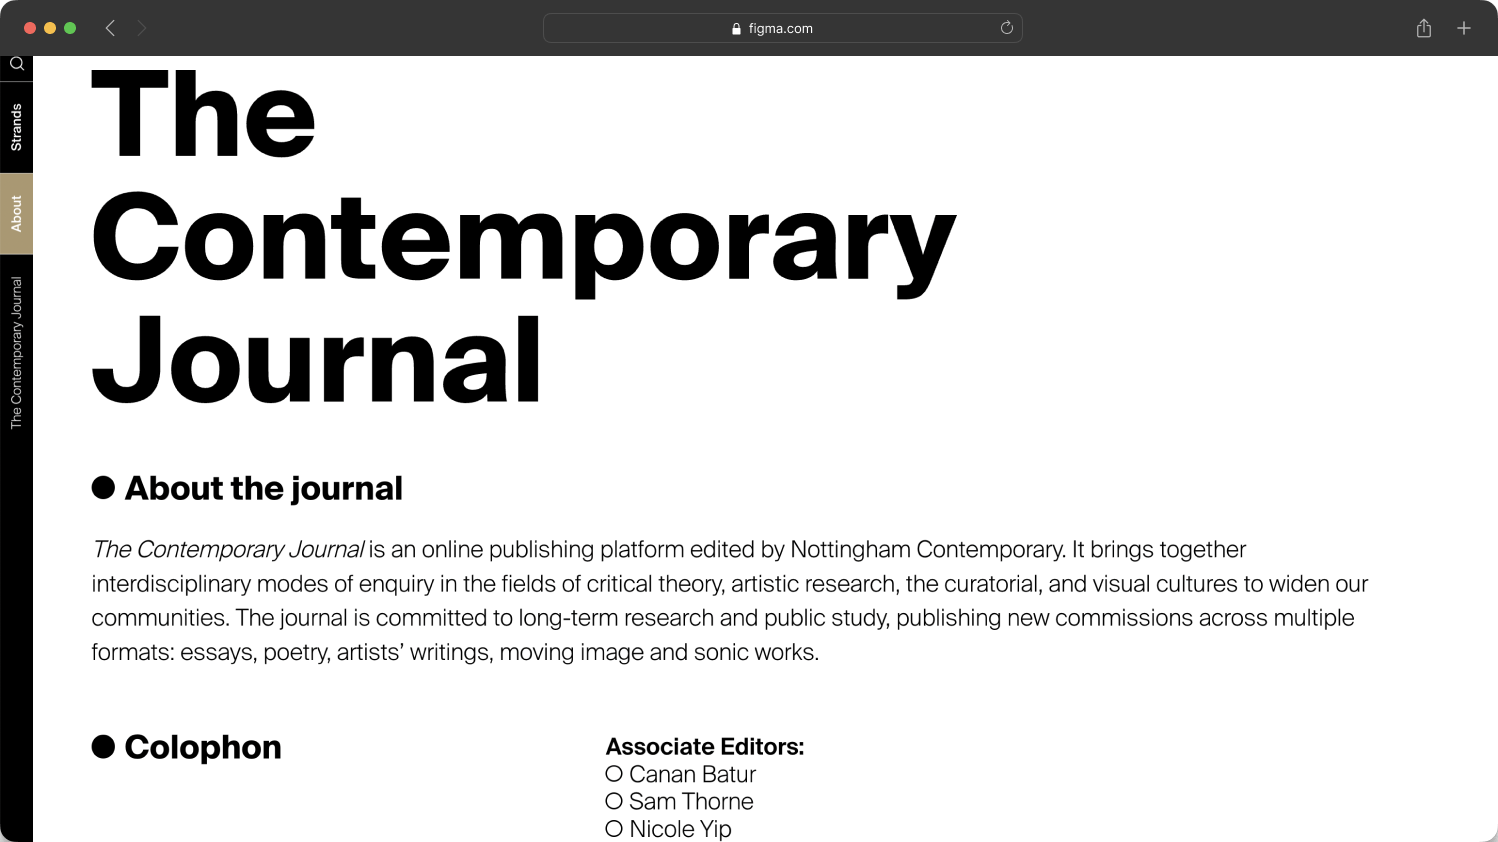 figma.com
Strands
About
The Contemporary Journal
The
Contemporary
Journal
● About the journal
The Contemporary Journal is an online publishing platform edited by Nottingham Contemporary. It brings together
interdisciplinary modes of enquiry in the fields of critical theory, artistic research, the curatorial, and visual cultures to widen our
communities. The journal is committed to long-term research and public study, publishing new commissions across multiple
formats: essays, poetry, artists’ writings, moving image and sonic works.
● Colophon
Associate Editors:
○ Canan Batur
○ Sam Thorne
○ Nicole Yip